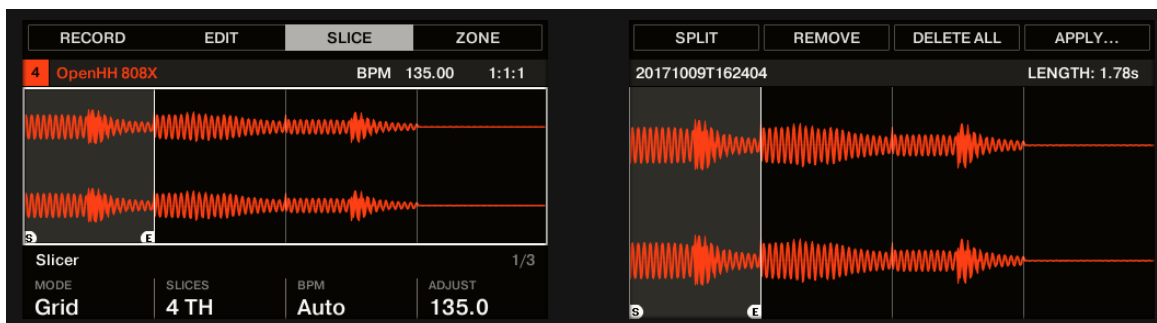 RECORD EDIT SLICE ZONE
4 OpenHH 808X BPM 135.00 1:1:1
S E
Slicer 1/3
MODE SLICES BPM ADJUST
Grid 4 TH Auto 135.0
SPLIT REMOVE DELETE ALL APPLY...
20171009T162404 LENGTH: 1.78s
S E